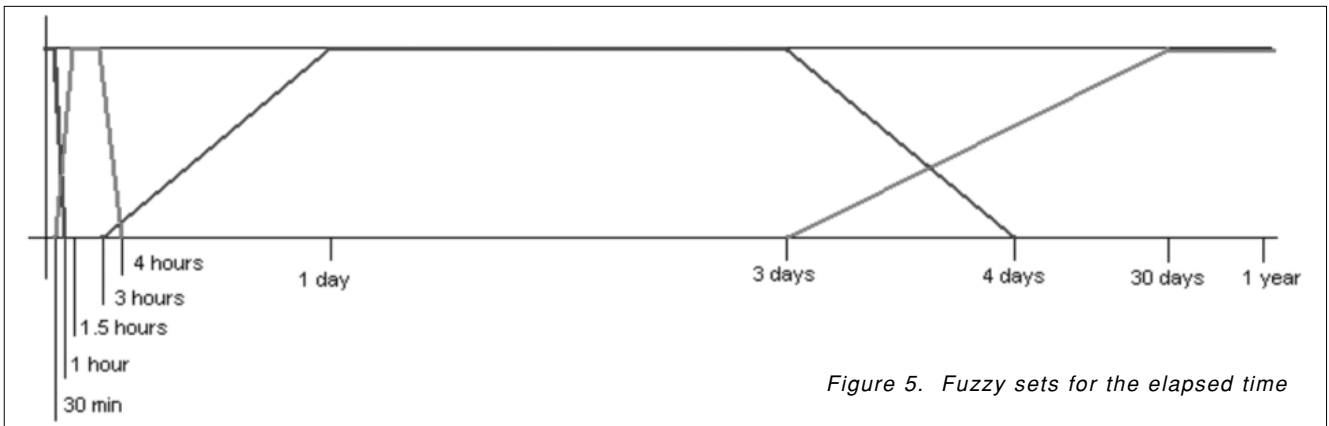 4 hours
1 day
3 days
4 days
30 days
1 year
3 hours
1.5 hours
1 hour
30 min
Figure 5. Fuzzy sets for the elapsed time